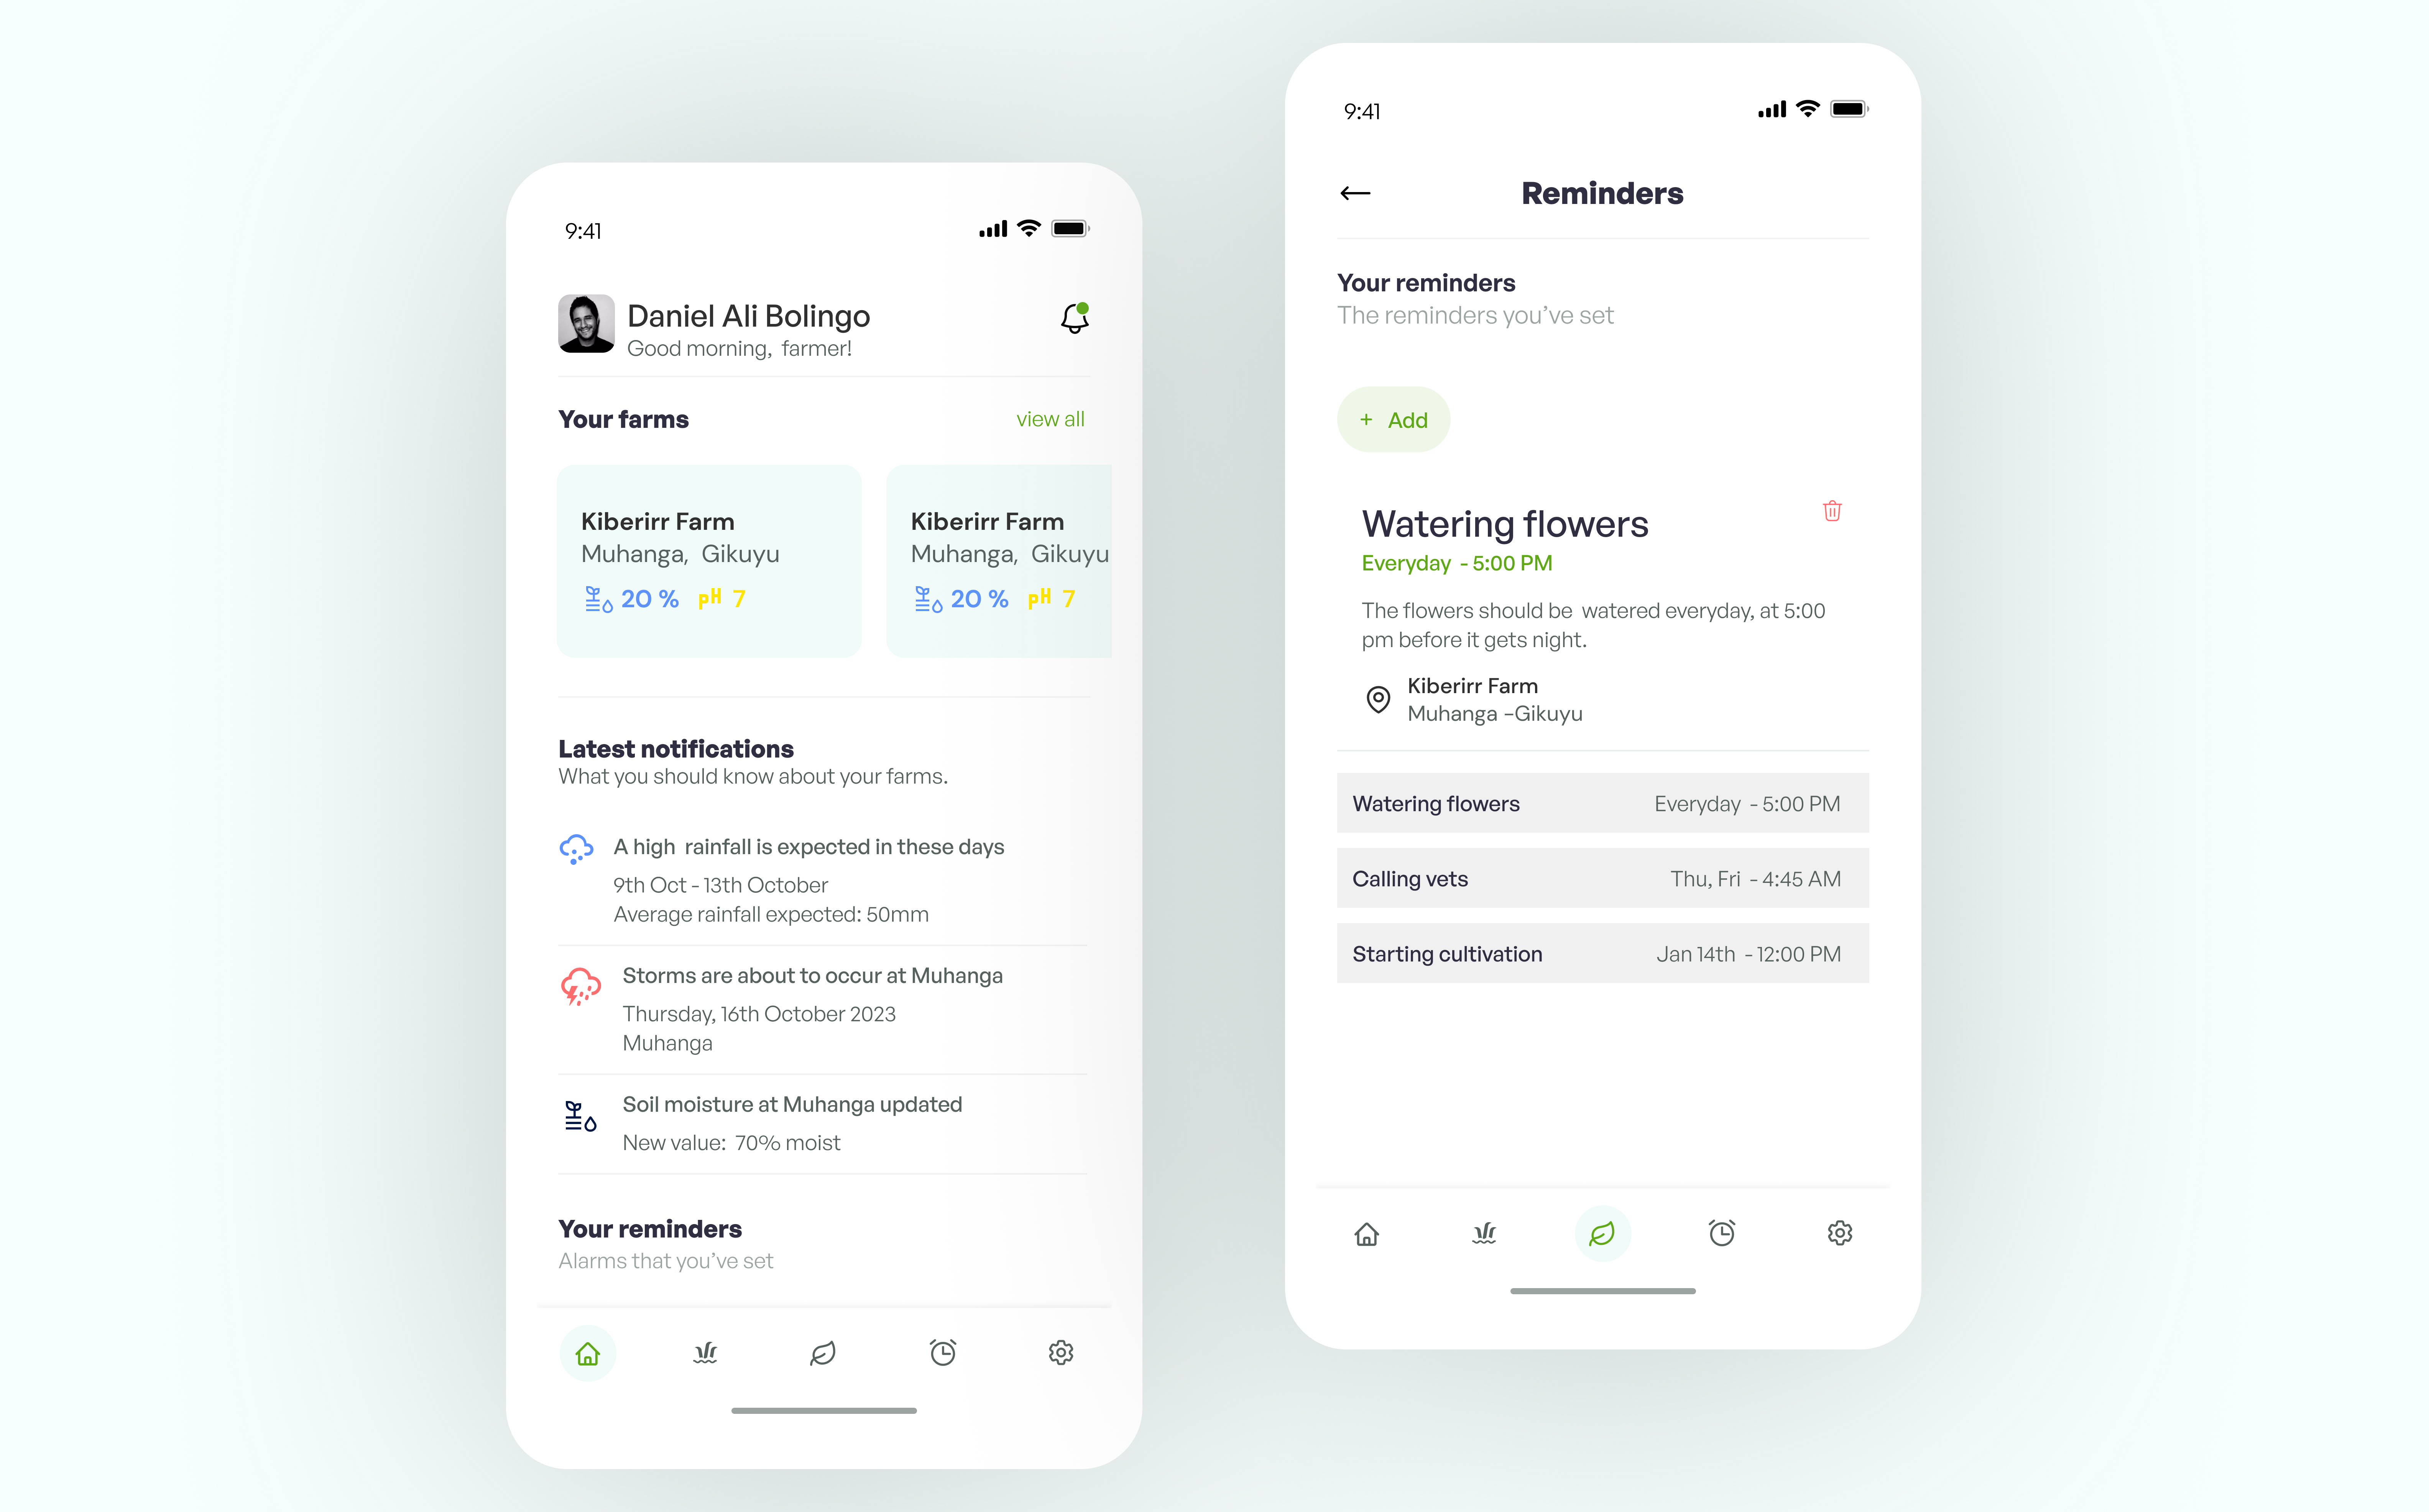 9:41
Daniel Ali Bolingo
Good morning, farmer!
Your farms
view all
Kiberirr Farm
Muhanga, Gikuyu
20 % pH 7
Kiberirr Farm
Muhanga, Gikuyu
20 % pH 7
Latest notifications
What you should know about your farms.
A high rainfall is expected in these days
9th Oct - 13th October
Average rainfall expected: 50mm
Storms are about to occur at Muhanga
Thursday, 16th October 2023
Muhanga
Soil moisture at Muhanga updated
New value: 70% moist
Your reminders
Alarms that you’ve set
9:41
Reminders
Your reminders
The reminders you’ve set
+ Add
Watering flowers
Everyday - 5:00 PM
The flowers should be watered everyday, at 5:00
pm before it gets night.
Kiberirr Farm
Muhanga –Gikuyu
Watering flowers Everyday - 5:00 PM
Calling vets Thu, Fri - 4:45 AM
Starting cultivation Jan 14th - 12:00 PM